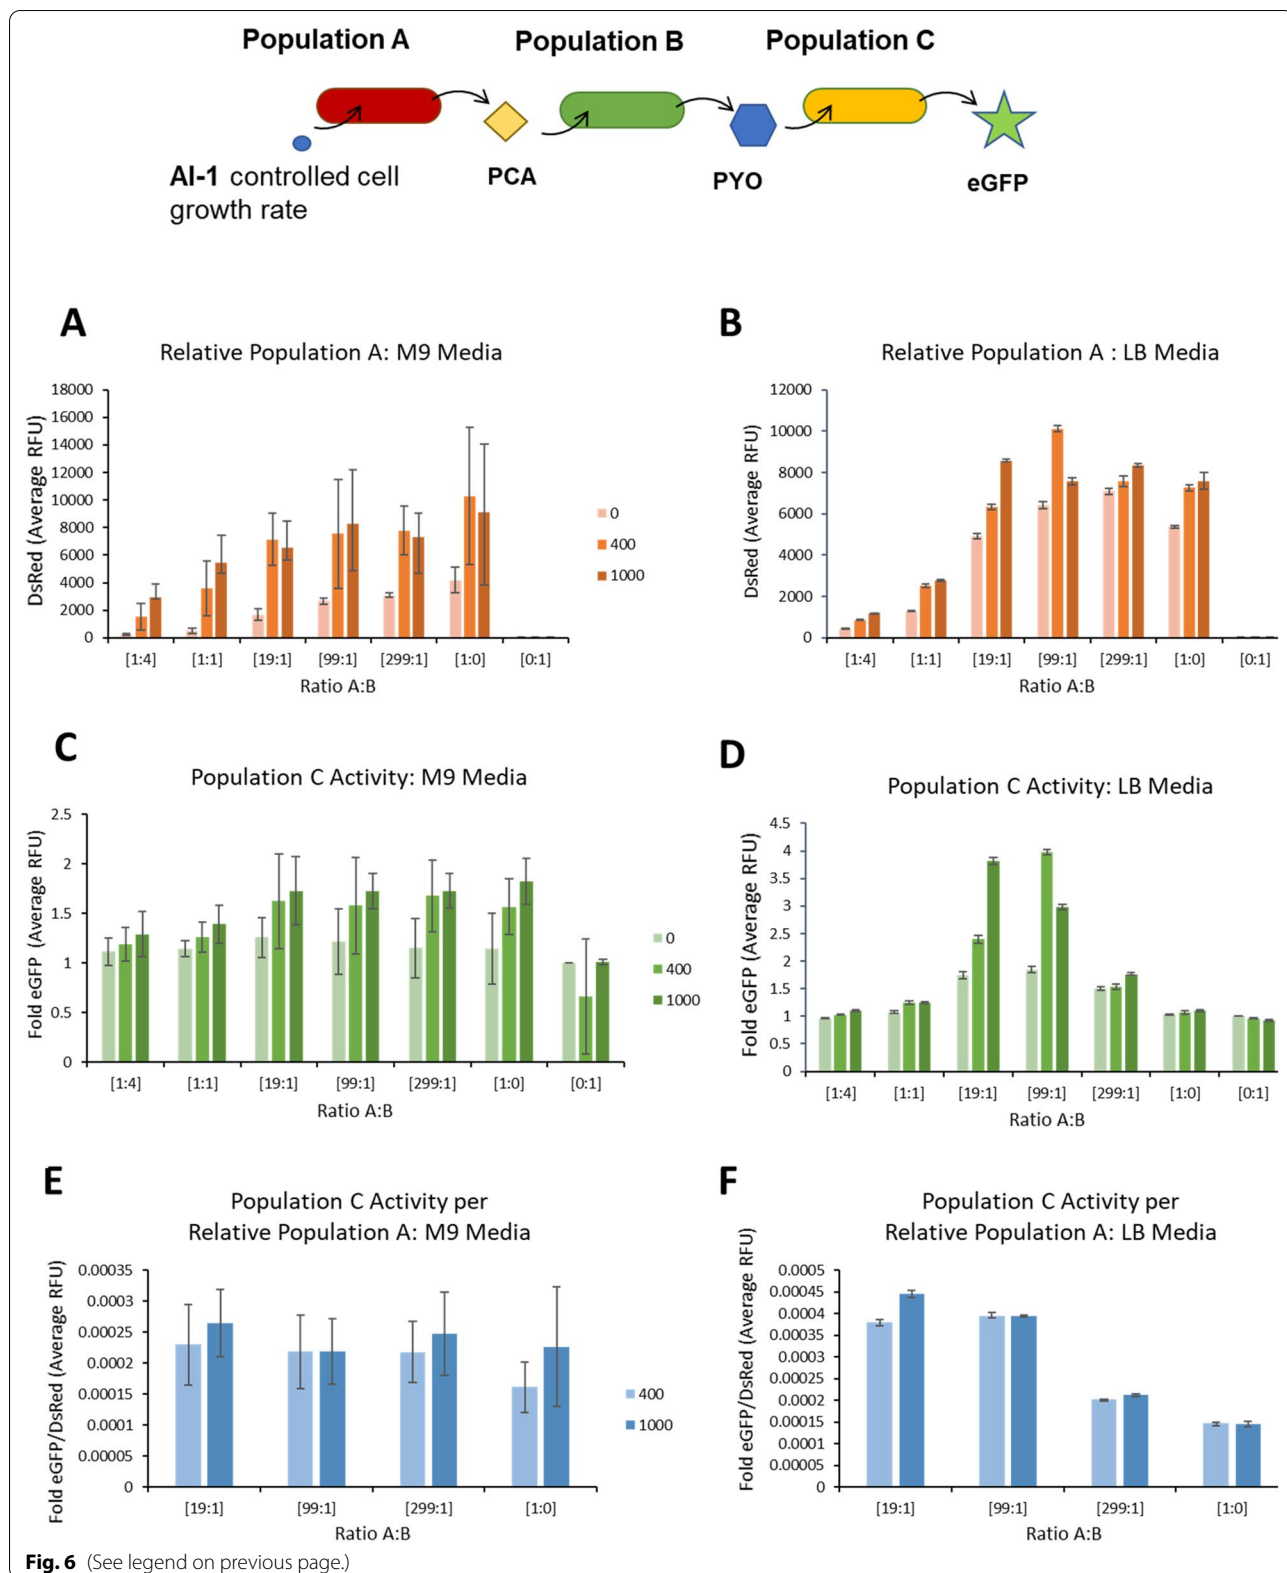 Population A
Population B
Population C
AI-1 controlled cell
growth rate
PCA
PYO
eGFP
A
Relative Population A: M9 Media
DsRed (Average RFU)
18000
16000
14000
12000
10000
8000
6000
4000
2000
0
[1:4] [1:1] [19:1] [99:1] [299:1] [1:0] [0:1]
Ratio A:B
0
400
1000
B
Relative Population A : LB Media
DsRed (Average RFU)
12000
10000
8000
6000
4000
2000
0
[1:4] [1:1] [19:1] [99:1] [299:1] [1:0] [0:1]
Ratio A:B
C
Population C Activity: M9 Media
Fold eGFP (Average RFU)
2.5
2
1.5
1
0.5
0
[1:4] [1:1] [19:1] [99:1] [299:1] [1:0] [0:1]
Ratio A:B
0
400
1000
D
Population C Activity: LB Media
Fold eGFP (Average RFU)
4.5
4
3.5
3
2.5
2
1.5
1
0.5
0
[1:4] [1:1] [19:1] [99:1] [299:1] [1:0] [0:1]
Ratio A:B
E
Population C Activity per
Relative Population A: M9 Media
Fold eGFP/DsRed (Average RFU)
0.00035
0.0003
0.00025
0.0002
0.00015
0.0001
0.00005
0
[19:1] [99:1] [299:1] [1:0]
Ratio A:B
400
1000
F
Population C Activity per
Relative Population A: LB Media
Fold eGFP/DsRed (Average RFU)
0.0005
0.00045
0.0004
0.00035
0.0003
0.00025
0.0002
0.00015
0.0001
0.00005
0
[19:1] [99:1] [299:1] [1:0]
Ratio A:B
Fig. 6 (See legend on previous page.)